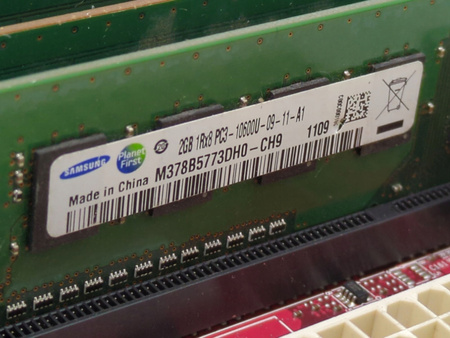 SAMSUNG
Planet First
2GB 1Rx8 PC3-10600U-09-11-A1
Made in China M378B5773DH0-CH9 1109